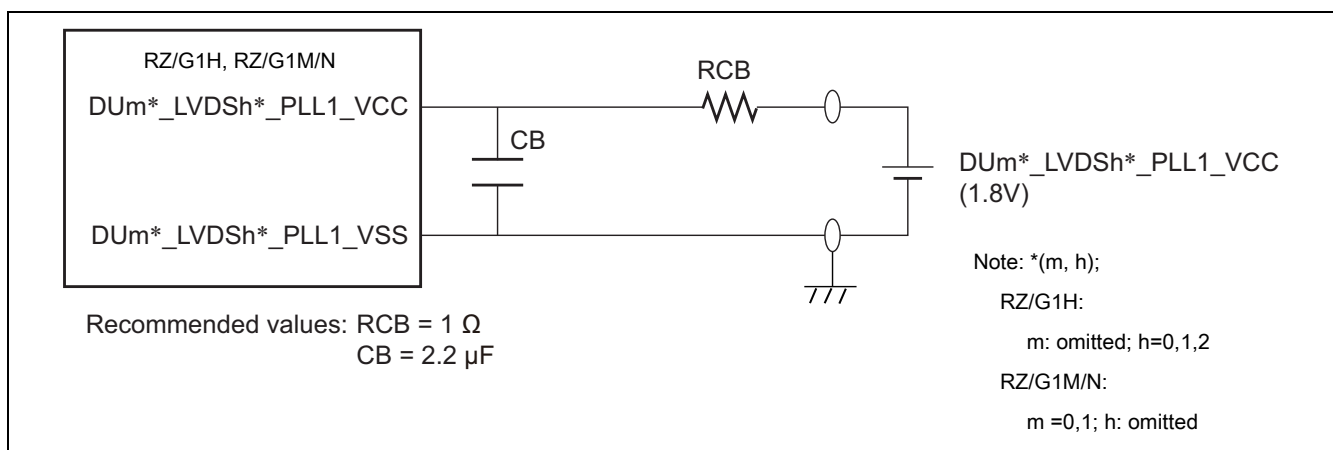 RZ/G1H, RZ/G1M/N
DUm*_LVDSh*_PLL1_VCC
RCB
CB
DUm*_LVDSh*_PLL1_VCC
(1.8V)
DUm*_LVDSh*_PLL1_VSS
Note: *(m, h);
RZ/G1H:
m: omitted; h=0,1,2
RZ/G1M/N:
m =0,1; h: omitted
Recommended values: RCB = 1 Ω
CB = 2.2 µF